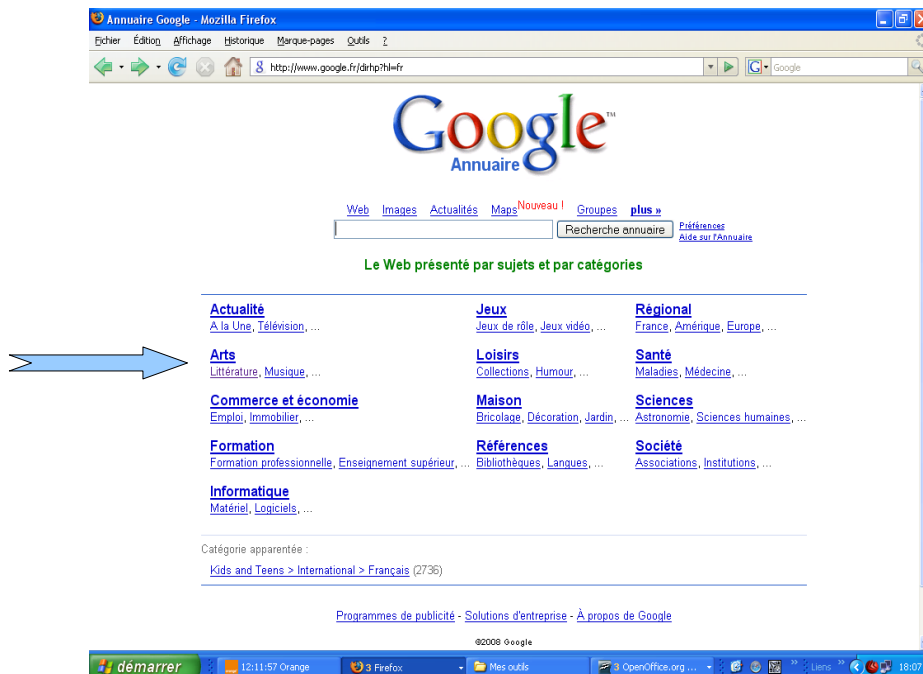 Annuaire Google - Mozilla Firefox
Fichier Édition Affichage Historique Marque-pages Outils ?
http://www.google.fr/dirhp?hl=fr Google
Google™
Annuaire
Web Images Actualités Maps Nouveau ! Groupes plus »
Recherche annuaire Préférences
Aide sur l'Annuaire
Le Web présenté par sujets et par catégories
Actualité Jeux Régional
A la Une, Télévision, ... Jeux de rôle, Jeux vidéo, ... France, Amérique, Europe, ...
Arts Loisirs Santé
Littérature, Musique, ... Collections, Humour, ... Maladies, Médecine, ...
Commerce et économie Maison Sciences
Emploi, Immobilier, ... Bricolage, Décoration, Jardin, ... Astronomie, Sciences humaines, ...
Formation Références Société
Formation professionnelle, Enseignement supérieur, ... Bibliothèques, Langues, ... Associations, Institutions, ...
Informatique
Matériel, Logiciels, ...
Catégorie apparentée :
Kids and Teens > International > Français (2736)
Programmes de publicité - Solutions d'entreprise - À propos de Google
©2008 Google
démarrer 12:11:57 Orange 3 Firefox Mes outils 3 OpenOffice.org ... » Liens » 18:07